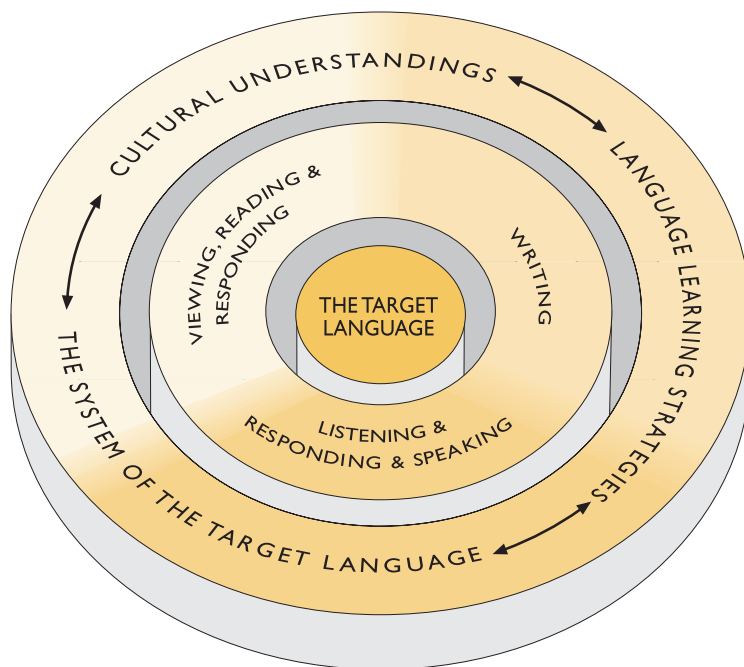 CULTURAL UNDERSTANDINGS
LANGUAGE LEARNING STRATEGIES
THE SYSTEM OF THE TARGET LANGUAGE
VIEWING, READING &
RESPONDING
WRITING
LISTENING &
RESPONDING & SPEAKING
THE TARGET
LANGUAGE